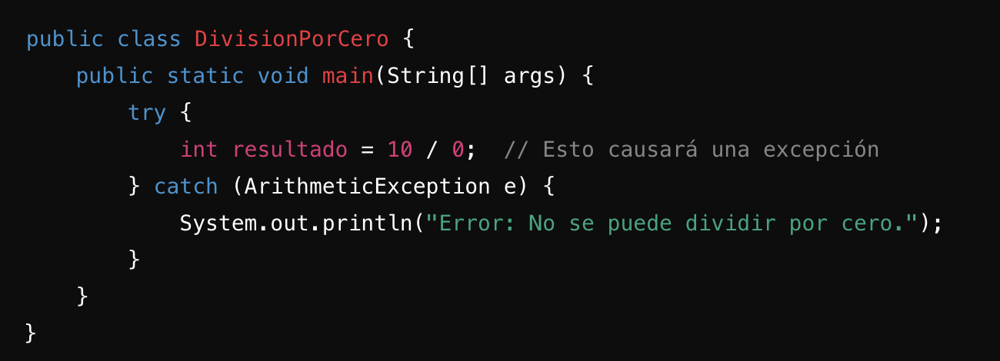 public class DivisionPorCero {
    public static void main(String[] args) {
        try {
            int resultado = 10 / 0;  // Esto causará una excepción
        } catch (ArithmeticException e) {
            System.out.println("Error: No se puede dividir por cero.");
        }
    }
}